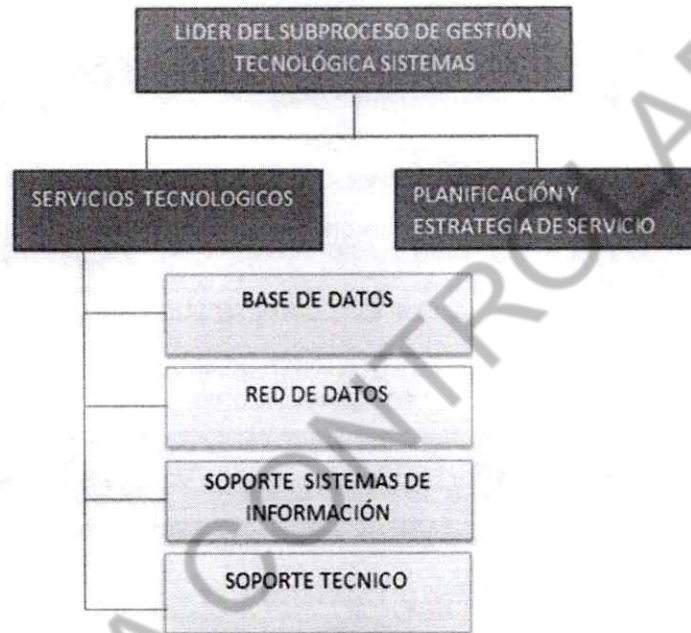 LIDER DEL SUBPROCESO DE GESTIÓN
TECNOLÓGICA SISTEMAS
SERVICIOS TECNOLOGICOS
PLANIFICACIÓN Y
ESTRATEGIA DE SERVICIO
BASE DE DATOS
RED DE DATOS
SOPORTE SISTEMAS DE
INFORMACIÓN
SOPORTE TECNICO